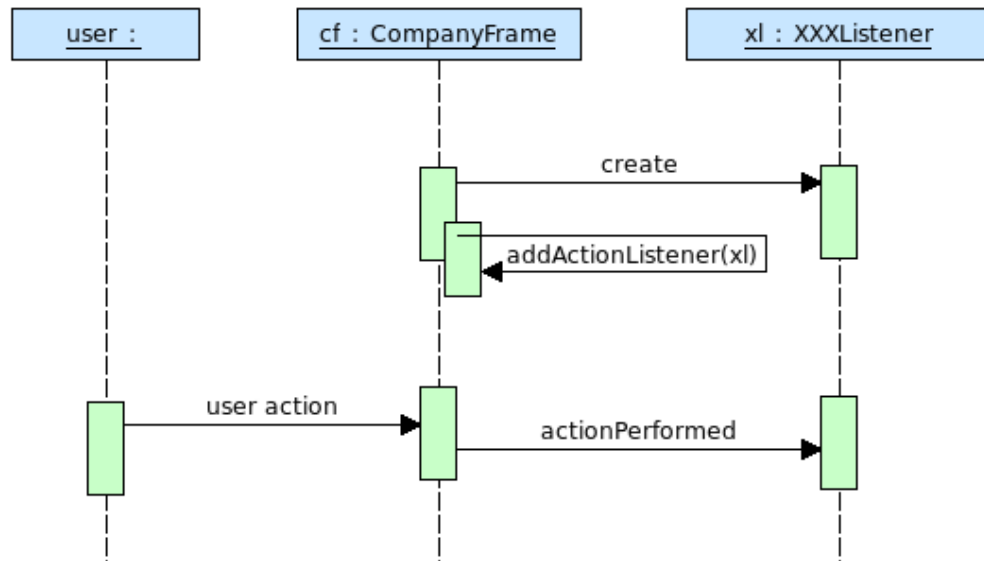 user :
cf : CompanyFrame
xl : XXXListener
create
addActionListener(xl)
user action
actionPerformed